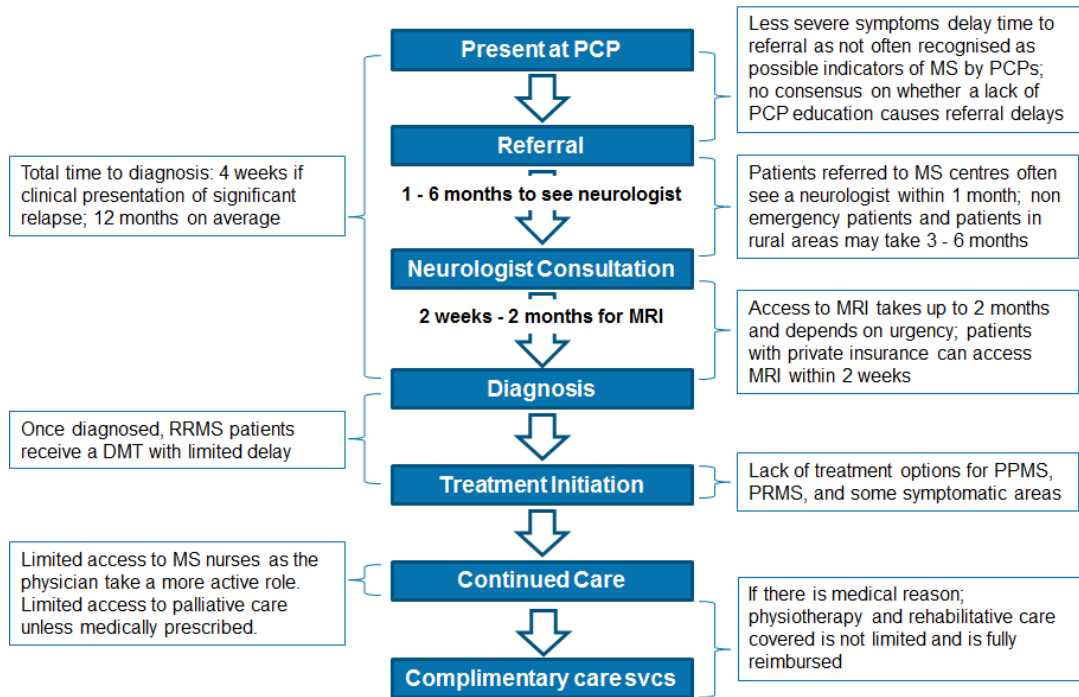 Present at PCP
Less severe symptoms delay time to
referral as not often recognised as
possible indicators of MS by PCPs;
no consensus on whether a lack of
PCP education causes referral delays
Referral
Total time to diagnosis: 4 weeks if
clinical presentation of significant
relapse; 12 months on average
1 - 6 months to see neurologist
Patients referred to MS centres often
see a neurologist within 1 month; non
emergency patients and patients in
rural areas may take 3 - 6 months
Neurologist Consultation
2 weeks - 2 months for MRI
Access to MRI takes up to 2 months
and depends on urgency; patients
with private insurance can access
MRI within 2 weeks
Diagnosis
Once diagnosed, RRMS patients
receive a DMT with limited delay
Treatment Initiation
Lack of treatment options for PPMS,
PRMS, and some symptomatic areas
Limited access to MS nurses as the
physician take a more active role.
Limited access to palliative care
unless medically prescribed.
Continued Care
If there is medical reason;
physiotherapy and rehabilitative care
covered is not limited and is fully
reimbursed
Complimentary care svcs